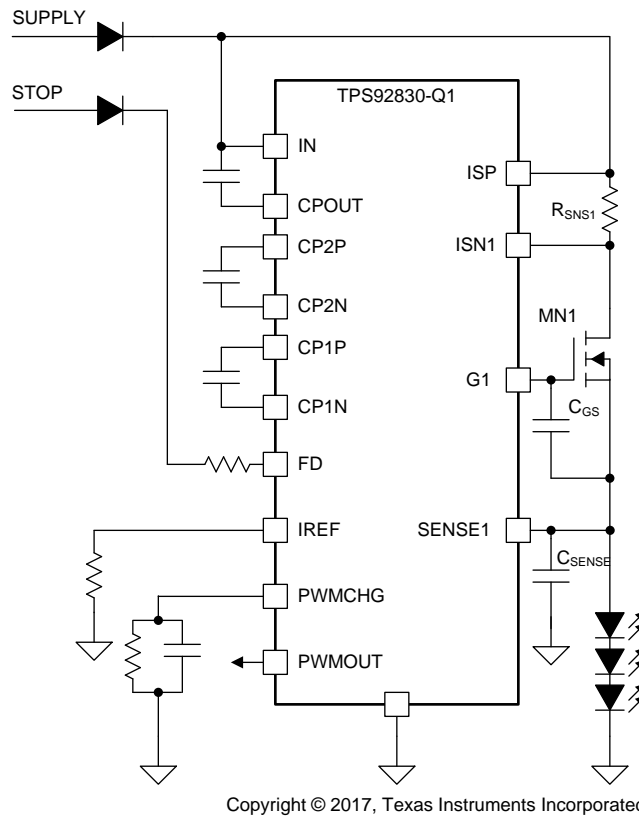 SUPPLY
STOP
TPS92830-Q1
IN
ISP
RSNS1
CPOUT
CP2P
ISN1
CP2N
MN1
CP1P
G1
CP1N
CGS
FD
IREF
SENSE1
CSENSE
PWMCHG
PWMOUT
Copyright © 2017, Texas Instruments Incorporated